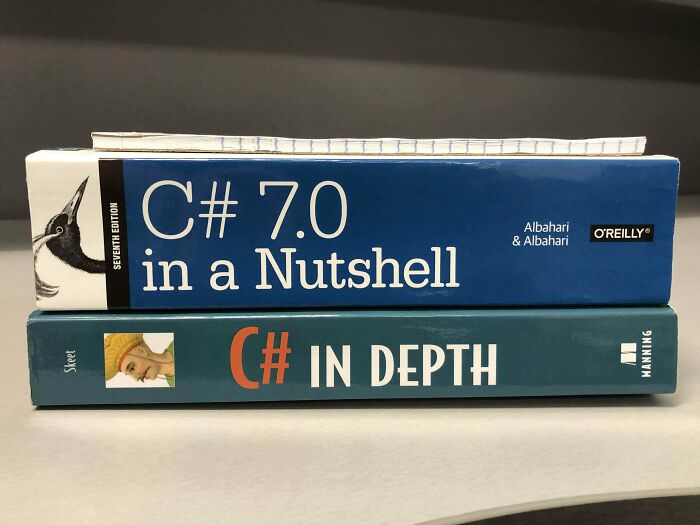 SEVENTH EDITION
C# 7.0
in a Nutshell
Albahari
& Albahari
O'REILLY®
Skeet
C# IN DEPTH
MANNING